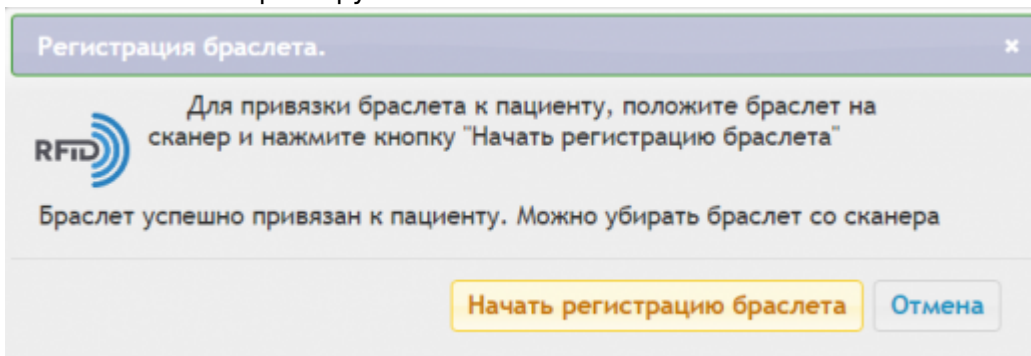 Регистрация браслета.
Для привязки браслета к пациенту, положите браслет на
сканер и нажмите кнопку "Начать регистрацию браслета"
RFID
Браслет успешно привязан к пациенту. Можно убирать браслет со сканера
Начать регистрацию браслета
Отмена